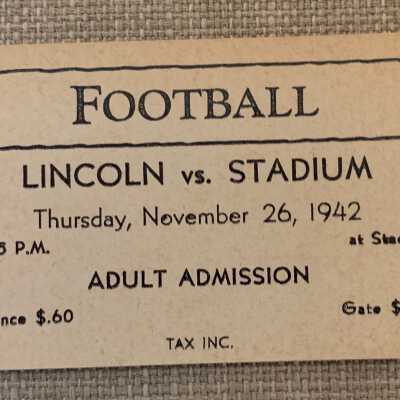 FOOTBALL
LINCOLN vs. STADIUM
Thursday, November 26, 1942
P.M. at
ADULT ADMISSION
$.60 Gate
TAX INC.